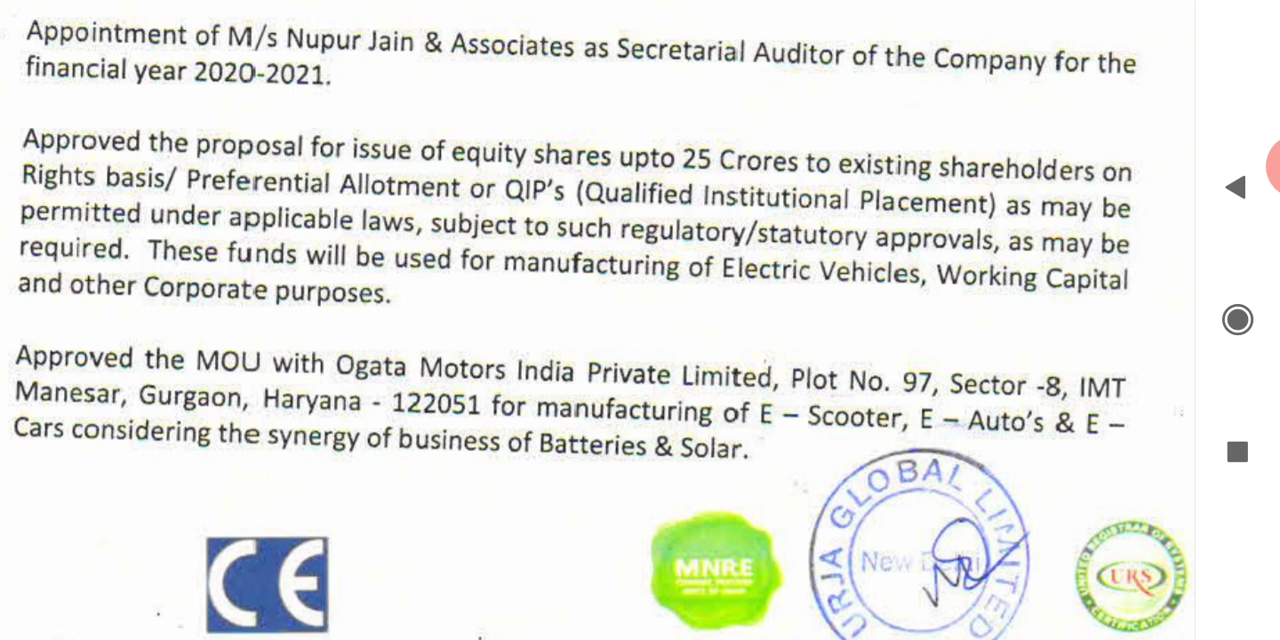 Appointment of M/s Nupur Jain & Associates as Secretarial Auditor of the Company for the
financial year 2020-2021.
Approved the proposal for issue of equity shares upto 25 Crores to existing shareholders on
Rights basis/ Preferential Allotment or QIP's (Qualified Institutional Placement) as may be
permitted under applicable laws, subject to such regulatory/statutory approvals, as may be
required. These funds will be used for manufacturing of Electric Vehicles, Working Capital
and other Corporate purposes.
Approved the MOU with Ogata Motors India Private Limited, Plot No. 97, Sector -8, IMT
Manesar, Gurgaon, Haryana - 122051 for manufacturing of E – Scooter, E – Auto's & E –
Cars considering the synergy of business of Batteries & Solar.
CE
MNRE
URJA GLOBAL LIMITED
New Delhi
UNITED REGISTRAR OF SYSTEMS
URS
CERTIFICATION